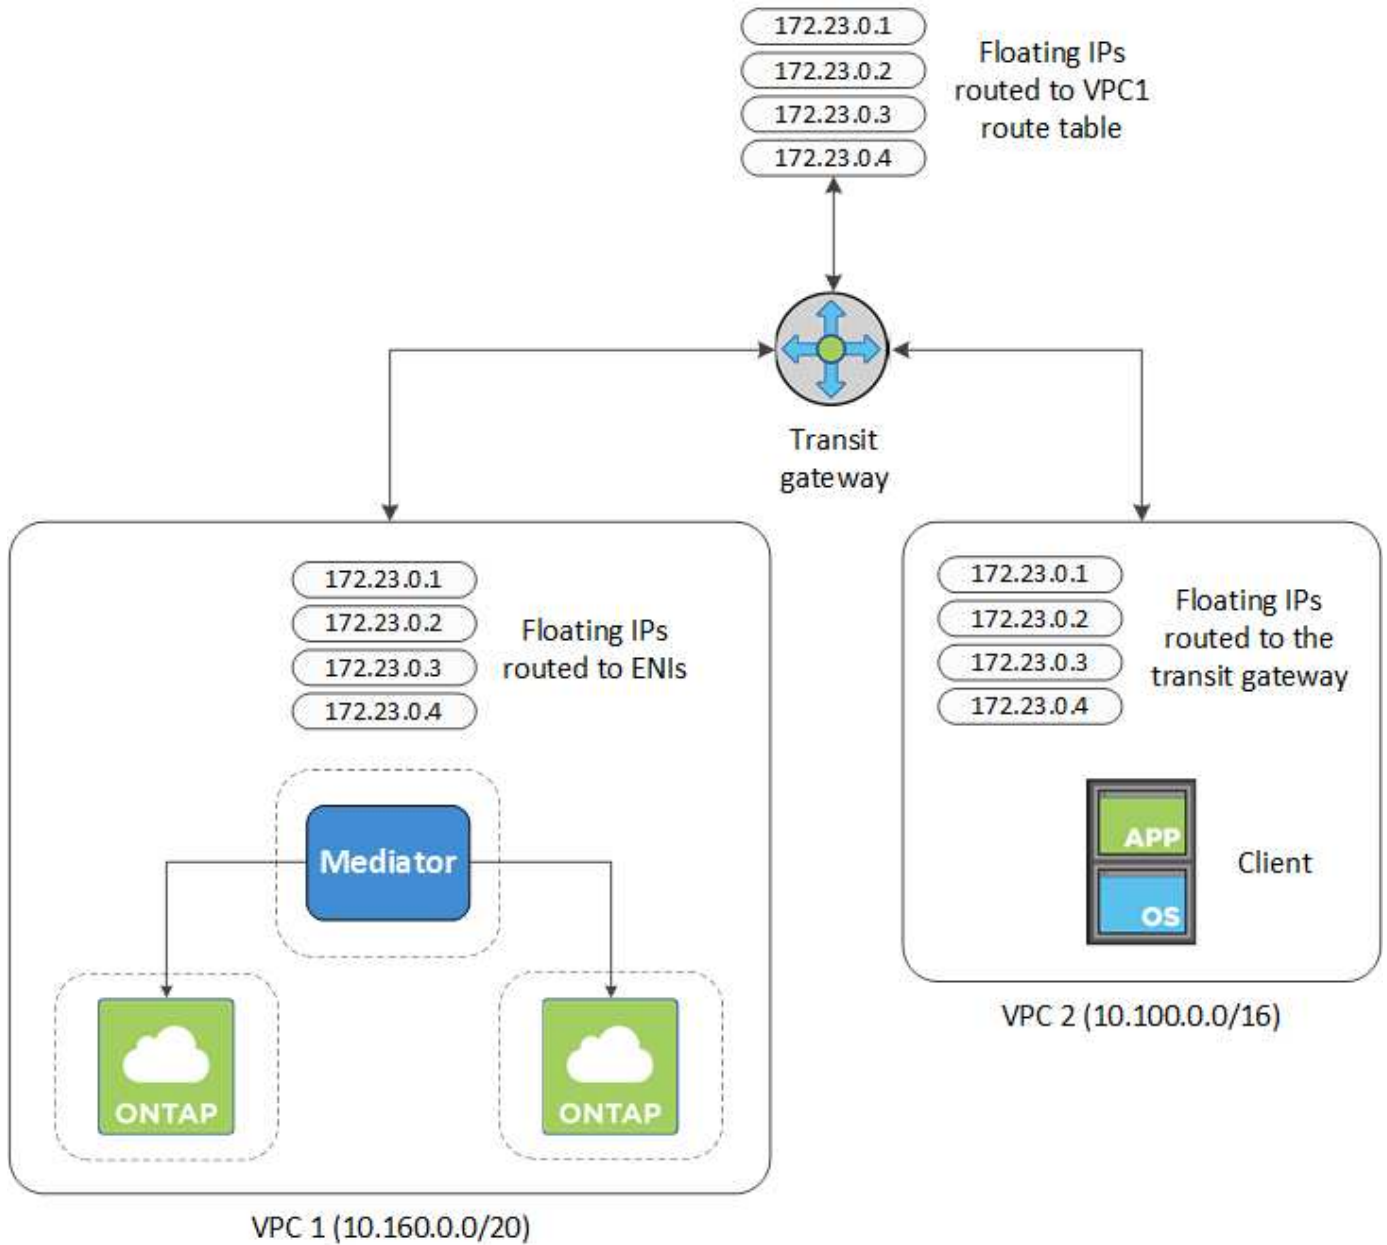 172.23.0.1
172.23.0.2
172.23.0.3
172.23.0.4
Floating IPs
routed to VPC1
route table
Transit
gateway
172.23.0.1
172.23.0.2
172.23.0.3
172.23.0.4
Floating IPs
routed to ENIs
Mediator
ONTAP
ONTAP
VPC 1 (10.160.0.0/20)
172.23.0.1
172.23.0.2
172.23.0.3
172.23.0.4
Floating IPs
routed to the
transit gateway
APP
OS
Client
VPC 2 (10.100.0.0/16)